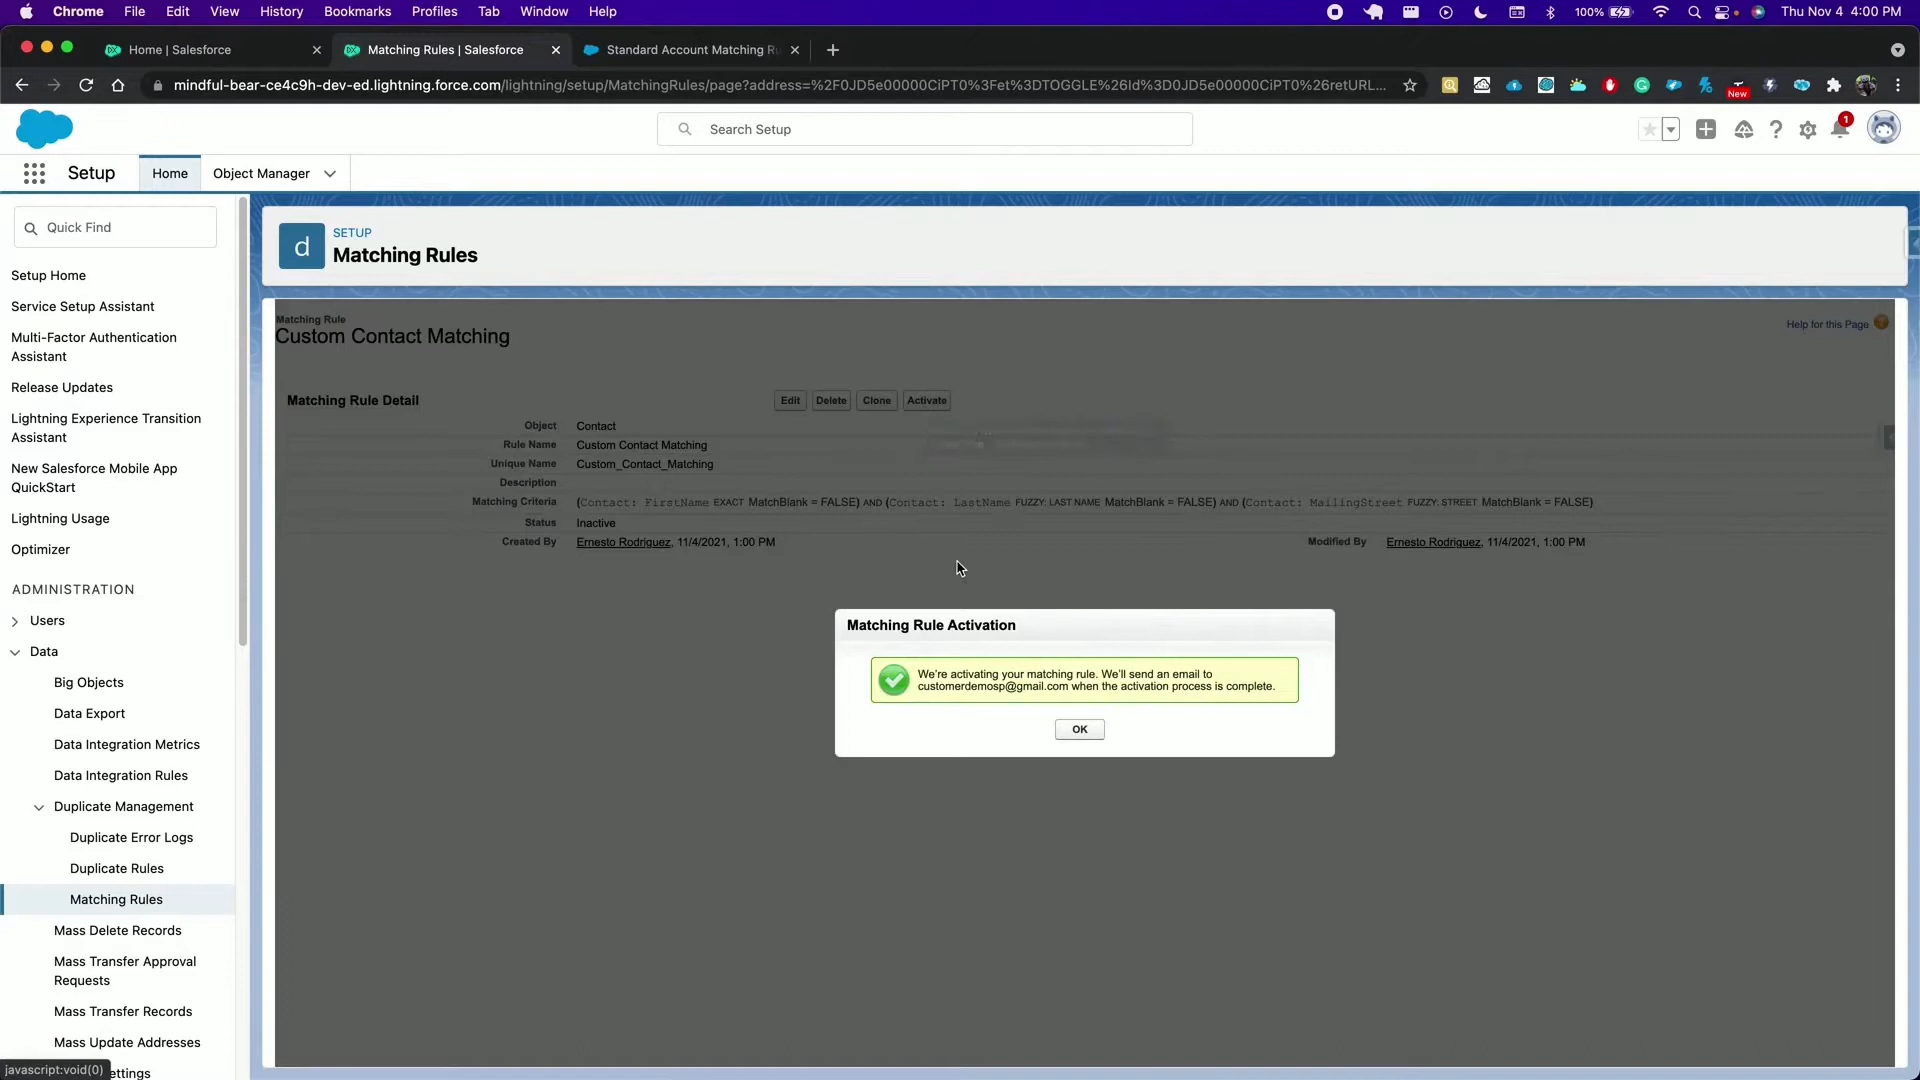 Chrome File Edit View History Bookmarks Profiles Tab Window Help 100% Thu Nov 4 4:00 PM
Home | Salesforce Matching Rules | Salesforce Standard Account Matching Ru
mindful-bear-ce4c9h-dev-ed.lightning.force.com/lightning/setup/MatchingRules/page?address=%2F0JD5e00000CiPT0%3Fet%3DTOGGLE%26Id%3D0JD5e00000CiPT0%26retURL... New
Search Setup 1
Setup Home Object Manager
Quick Find
Setup Home
Service Setup Assistant
Multi-Factor Authentication
Assistant
Release Updates
Lightning Experience Transition
Assistant
New Salesforce Mobile App
QuickStart
Lightning Usage
Optimizer
ADMINISTRATION
Users
Data
Big Objects
Data Export
Data Integration Metrics
Data Integration Rules
Duplicate Management
Duplicate Error Logs
Duplicate Rules
Matching Rules
Mass Delete Records
Mass Transfer Approval
Requests
Mass Transfer Records
Mass Update Addresses
javascript:void(0) ettings
d
SETUP
Matching Rules
Matching Rule
Custom Contact Matching
Help for this Page ?
Matching Rule Detail Edit Delete Clone Activate
Object Contact
Rule Name Custom Contact Matching
Unique Name Custom_Contact_Matching
Description
Matching Criteria (Contact: FirstName EXACT MatchBlank = FALSE) AND (Contact: LastName FUZZY: LAST NAME MatchBlank = FALSE) AND (Contact: MailingStreet FUZZY: STREET MatchBlank = FALSE)
Status Inactive
Created By Ernesto Rodriguez, 11/4/2021, 1:00 PM Modified By Ernesto Rodriguez, 11/4/2021, 1:00 PM
Matching Rule Activation
We're activating your matching rule. We'll send an email to
customerdemosp@gmail.com when the activation process is complete.
OK